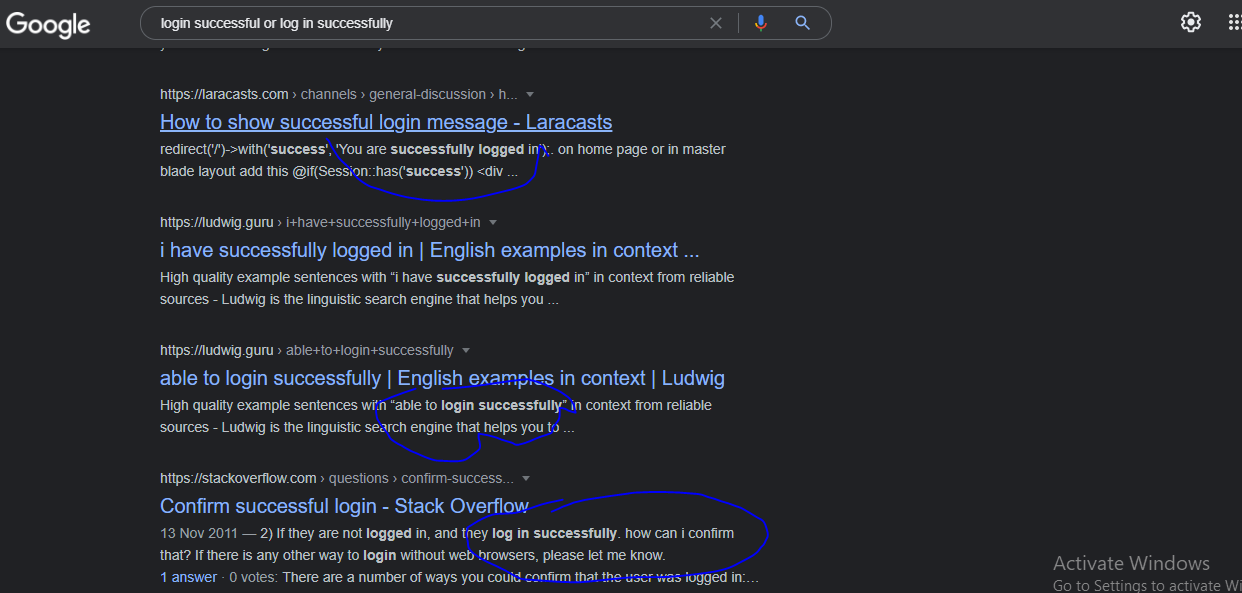 Google
login successful or log in successfully
https://laracasts.com › channels › general-discussion › h...
How to show successful login message - Laracasts
redirect('/')->with('success', 'You are successfully logged in');. on home page or in master
blade layout add this @if(Session::has('success')) <div ...
https://ludwig.guru › i+have+successfully+logged+in
i have successfully logged in | English examples in context ...
High quality example sentences with “i have successfully logged in” in context from reliable
sources - Ludwig is the linguistic search engine that helps you ...
https://ludwig.guru › able+to+login+successfully
able to login successfully | English examples in context | Ludwig
High quality example sentences with “able to login successfully” in context from reliable
sources - Ludwig is the linguistic search engine that helps you to ...
https://stackoverflow.com › questions › confirm-success...
Confirm successful login - Stack Overflow
13 Nov 2011 — 2) If they are not logged in, and they log in successfully. how can i confirm
that? If there is any other way to login without web browsers, please let me know.
1 answer · 0 votes: There are a number of ways you could confirm that the user was logged in:...
Activate Windows
Go to Settings to activate Wi